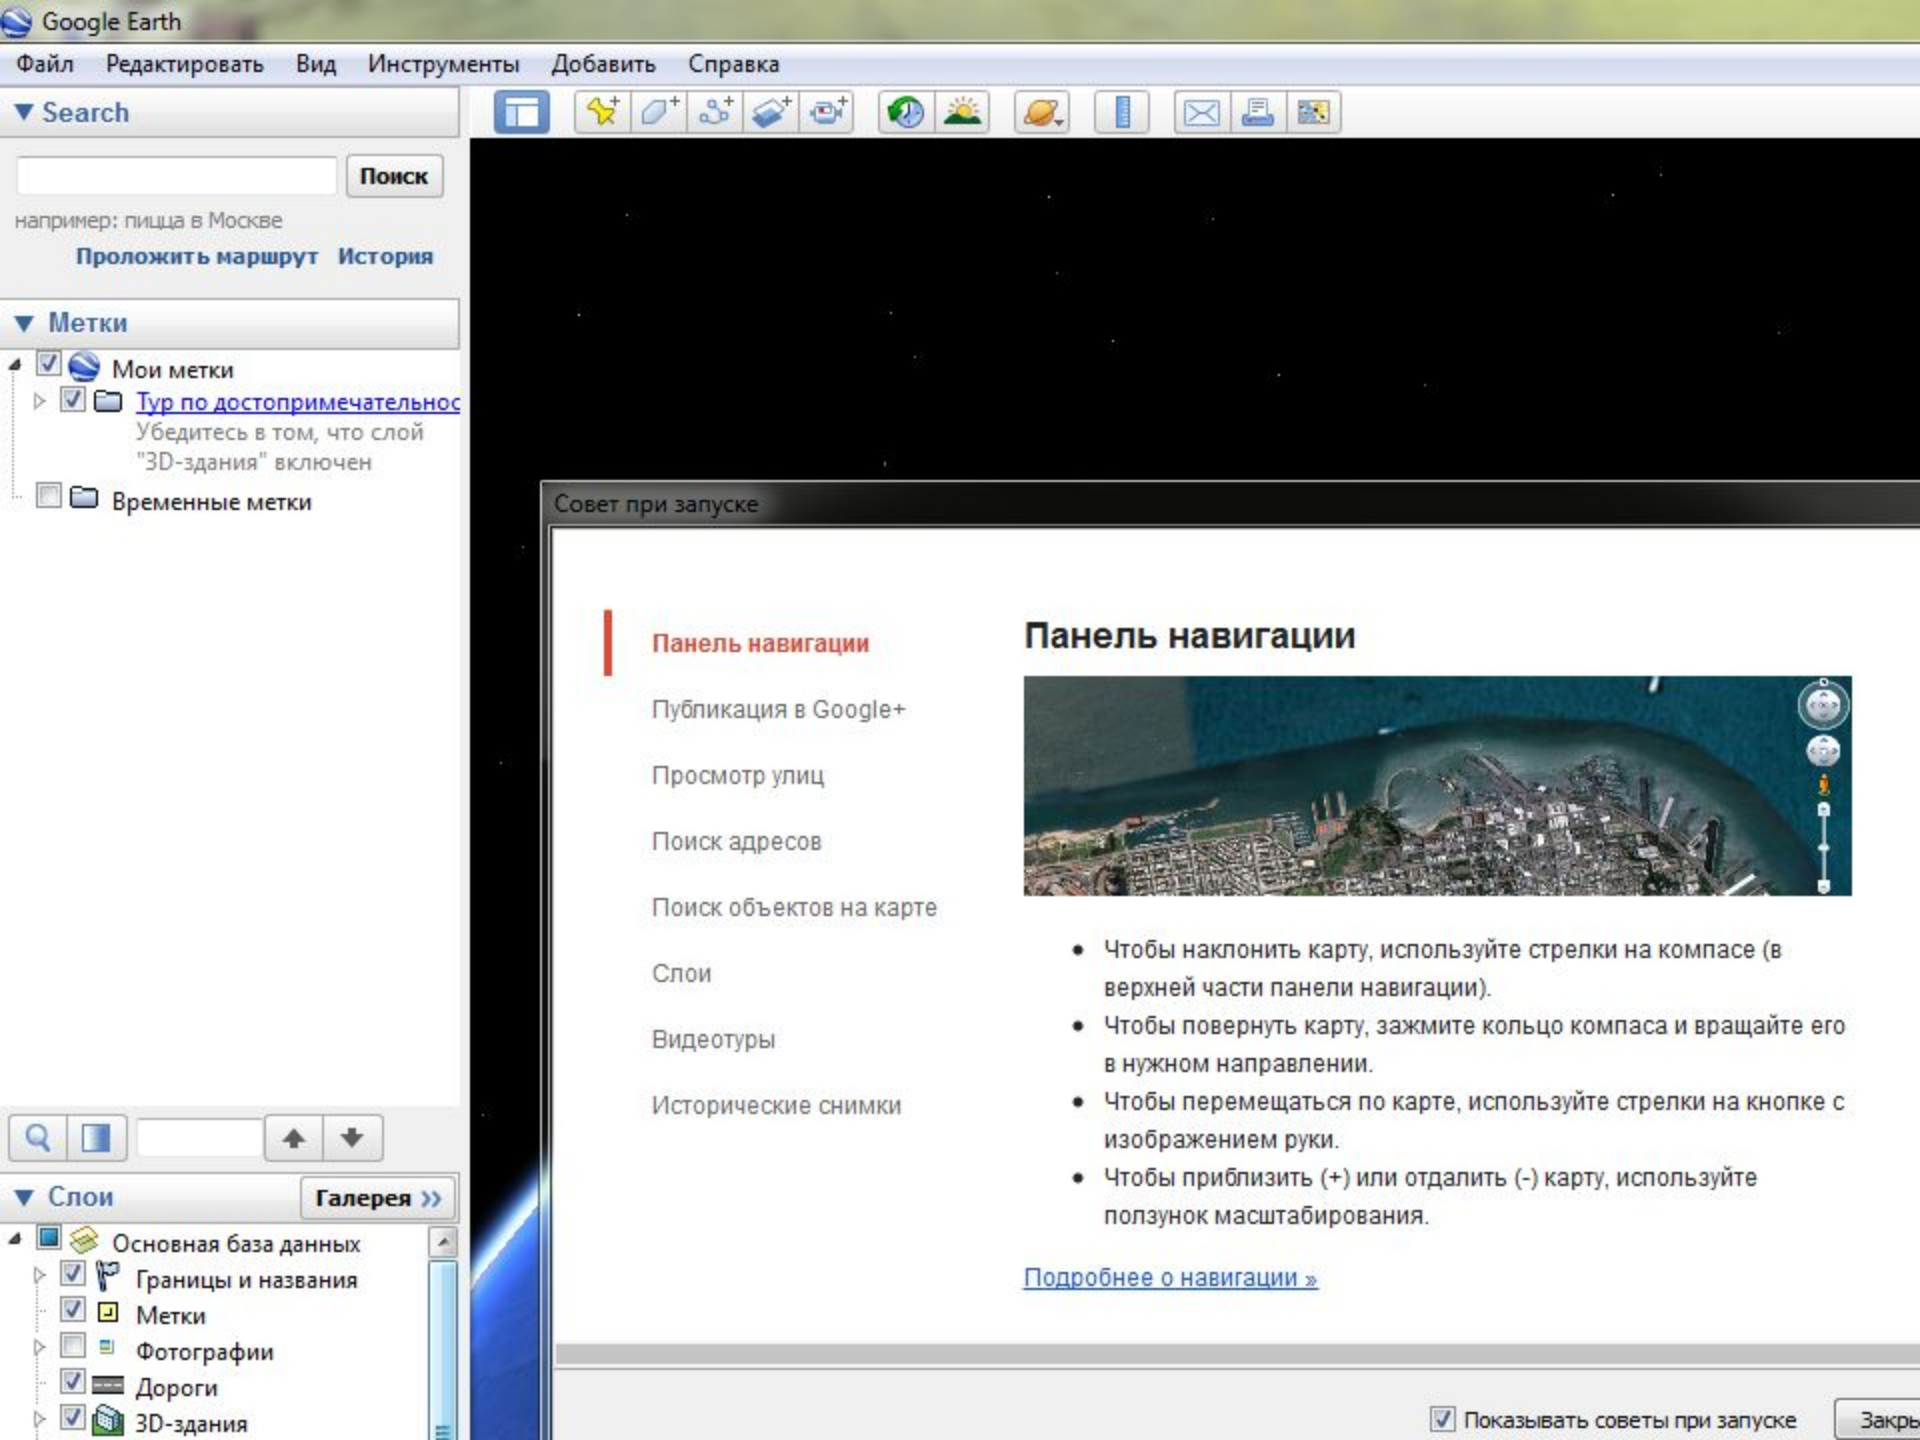 Google Earth
Файл Редактировать Вид Инструменты Добавить Справка
Search
Поиск
например: пицца в Москве
Проложить маршрут История
Метки
Мои метки
Тур по достопримечательнос
Убедитесь в том, что слой
"3D-здания" включен
Временные метки
Слои
Галерея »
Основная база данных
Границы и названия
Метки
Фотографии
Дороги
3D-здания
Совет при запуске
Панель навигации
Публикация в Google+
Просмотр улиц
Поиск адресов
Поиск объектов на карте
Слои
Видеотуры
Исторические снимки
Панель навигации
• Чтобы наклонить карту, используйте стрелки на компасе (в
верхней части панели навигации).
• Чтобы повернуть карту, зажмите кольцо компаса и вращайте его
в нужном направлении.
• Чтобы перемещаться по карте, используйте стрелки на кнопке с
изображением руки.
• Чтобы приблизить (+) или отдалить (-) карту, используйте
ползунок масштабирования.
Подробнее о навигации »
Показывать советы при запуске
Закры